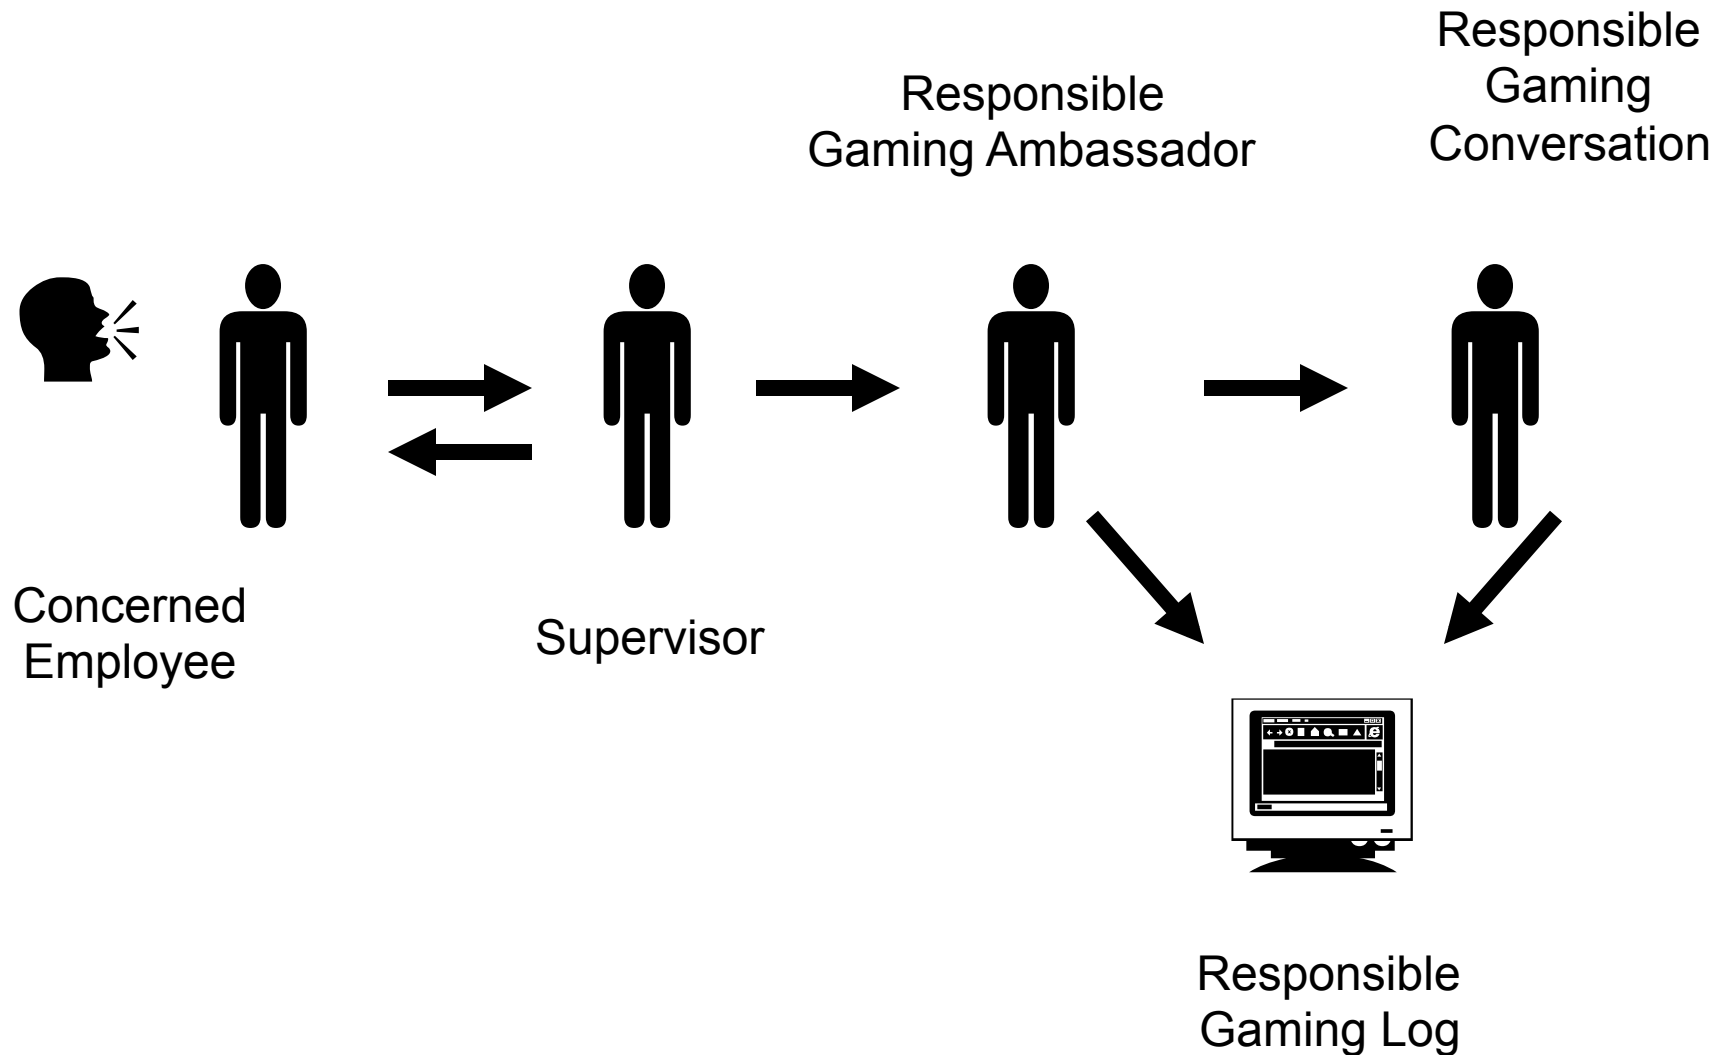 Responsible
Gaming
Conversation
Responsible
Gaming Ambassador
Concerned
Employee
Supervisor
Responsible
Gaming Log